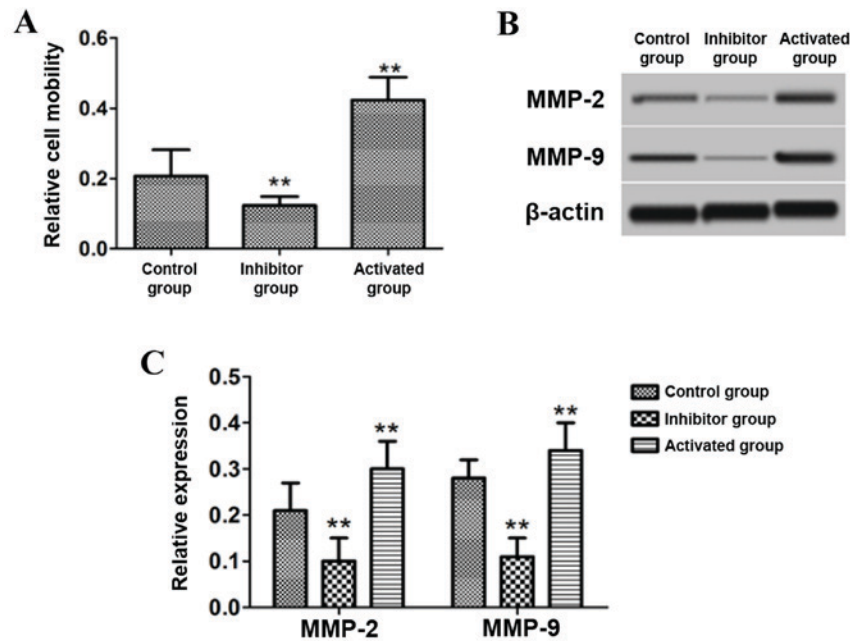 A
Relative cell mobility
0.6
0.4
0.2
0.0
**
**
Control
group
Inhibitor
group
Activated
group
B
Control
group
Inhibitor
group
Activated
group
MMP-2
MMP-9
β-actin
C
Relative expression
0.5
0.4
0.3
0.2
0.1
0.0
**
**
**
**
MMP-2
MMP-9
Control group
Inhibitor group
Activated group